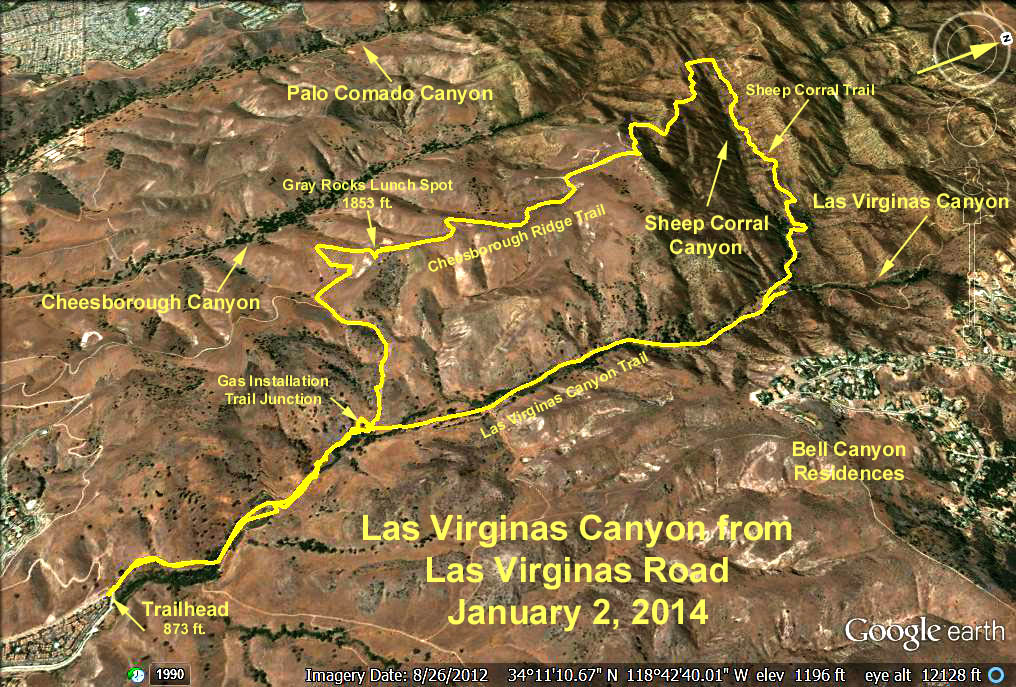 N
Palo Comado Canyon
Sheep Corral Trail
Gray Rocks Lunch Spot
1853 ft.
Las Virginas Canyon
Sheep Corral
Canyon
Cheesborough Ridge Trail
Cheesborough Canyon
Gas Installation
Trail Junction
Las Virginas Canyon Trail
Bell Canyon
Residences
Las Virginas Canyon from
Las Virginas Road
January 2, 2014
Trailhead
873 ft.
Google earth
1990
Imagery Date: 8/26/2012 34°11'10.67" N 118°42'40.01" W elev 1196 ft eye alt 12128 ft